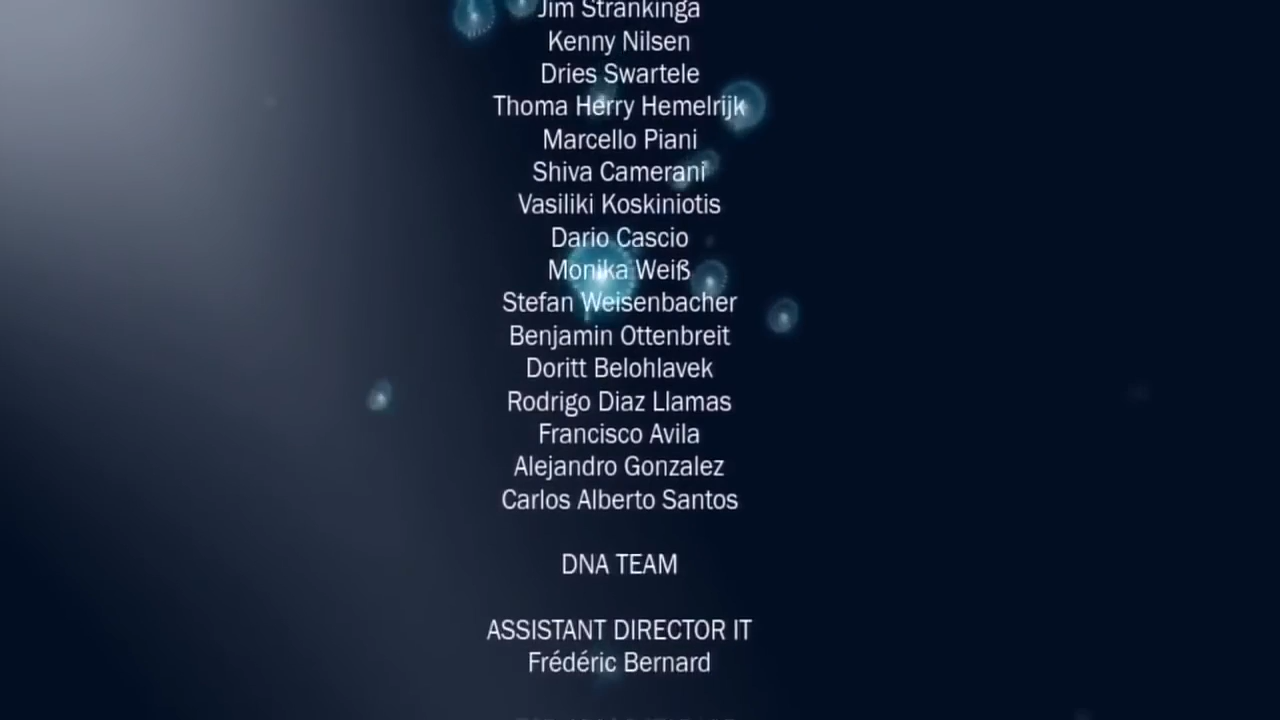 Jim Strankinga
Kenny Nilsen
Dries Swartele
Thoma Herry Hemelrijk
Marcello Piani
Shiva Camerani
Vasiliki Koskiniotis
Dario Cascio
Monika Weiß
Stefan Weisenbacher
Benjamin Ottenbreit
Doritt Belohlavek
Rodrigo Diaz Llamas
Francisco Avila
Alejandro Gonzalez
Carlos Alberto Santos
DNA TEAM
ASSISTANT DIRECTOR IT
Frédéric Bernard